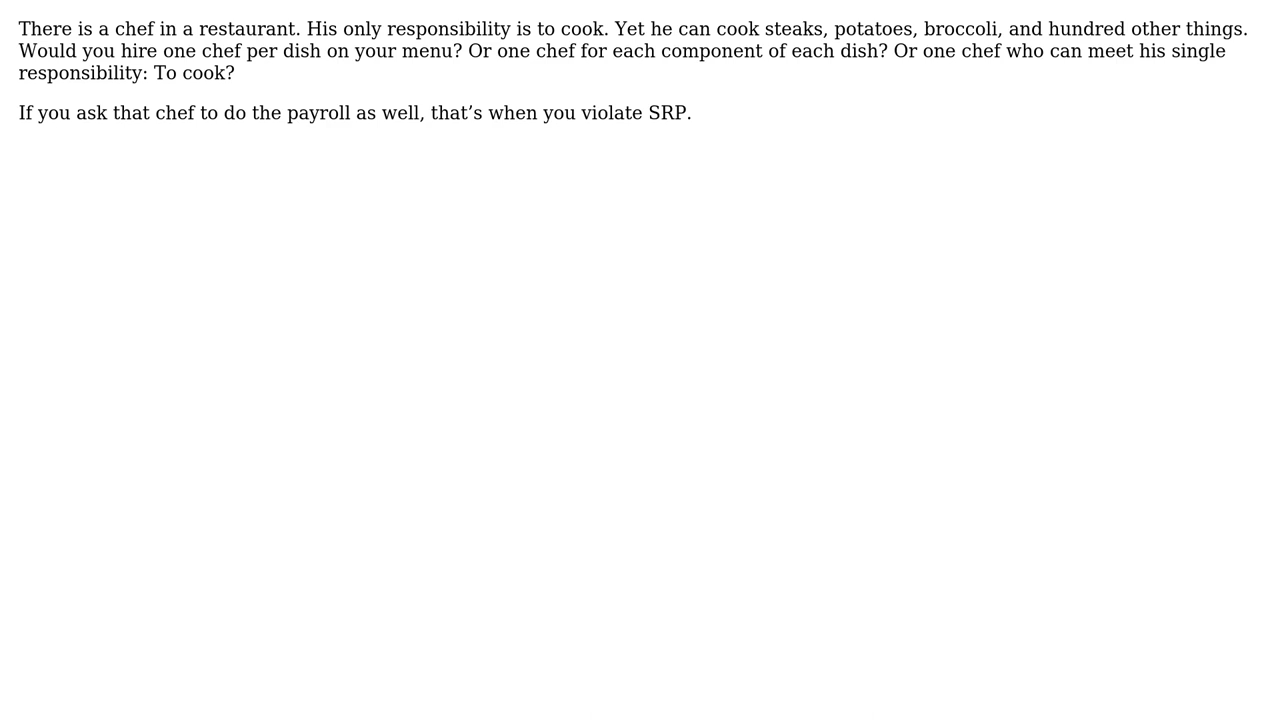 There is a chef in a restaurant. His only responsibility is to cook. Yet he can cook steaks, potatoes, broccoli, and hundred other things.
Would you hire one chef per dish on your menu? Or one chef for each component of each dish? Or one chef who can meet his single
responsibility: To cook?
If you ask that chef to do the payroll as well, that’s when you violate SRP.